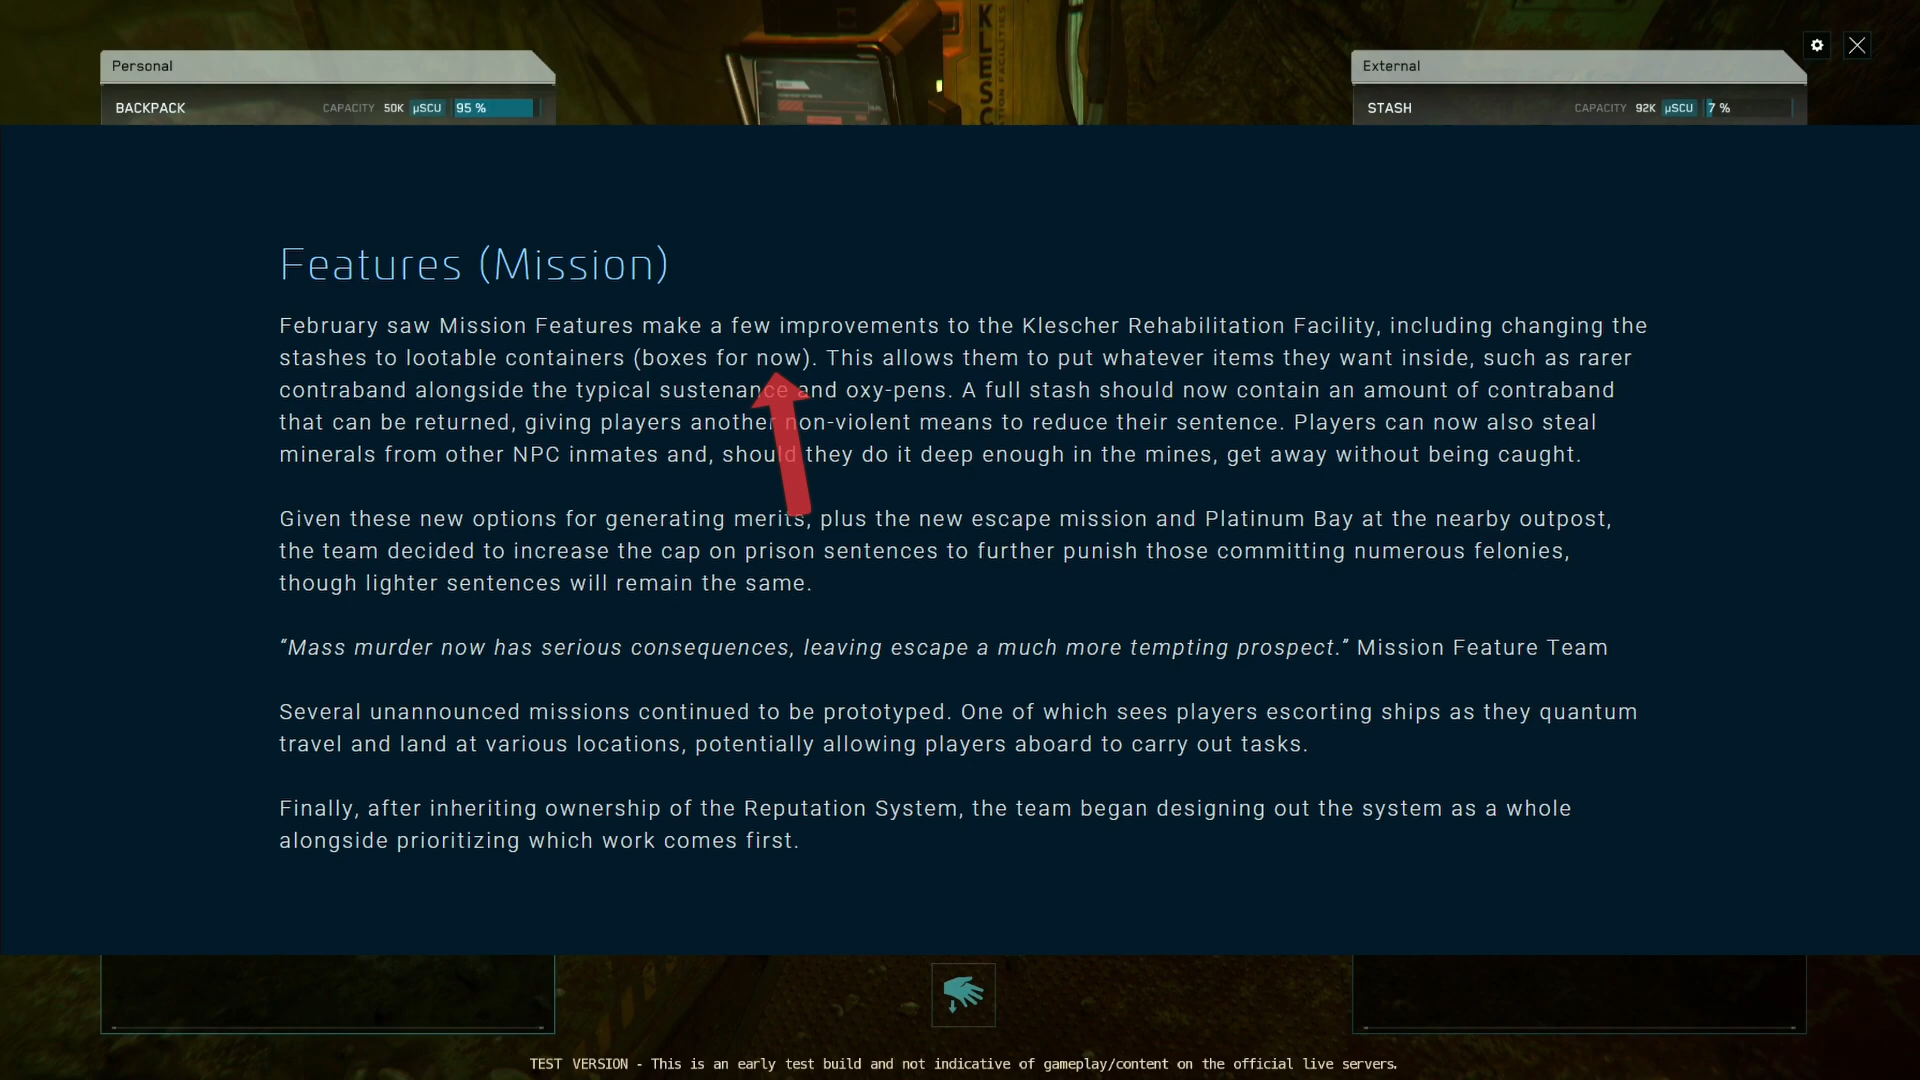 Personal
BACKPACK CAPACITY 50K µSCU 95 %
External
STASH CAPACITY 92K µSCU 7 %
Features (Mission)
February saw Mission Features make a few improvements to the Klescher Rehabilitation Facility, including changing the
stashes to lootable containers (boxes for now). This allows them to put whatever items they want inside, such as rarer
contraband alongside the typical sustenance and oxy-pens. A full stash should now contain an amount of contraband
that can be returned, giving players another non-violent means to reduce their sentence. Players can now also steal
minerals from other NPC inmates and, should they do it deep enough in the mines, get away without being caught.
Given these new options for generating merits, plus the new escape mission and Platinum Bay at the nearby outpost,
the team decided to increase the cap on prison sentences to further punish those committing numerous felonies,
though lighter sentences will remain the same.
“Mass murder now has serious consequences, leaving escape a much more tempting prospect.” Mission Feature Team
Several unannounced missions continued to be prototyped. One of which sees players escorting ships as they quantum
travel and land at various locations, potentially allowing players aboard to carry out tasks.
Finally, after inheriting ownership of the Reputation System, the team began designing out the system as a whole
alongside prioritizing which work comes first.
TEST VERSION - This is an early test build and not indicative of gameplay/content on the official live servers.